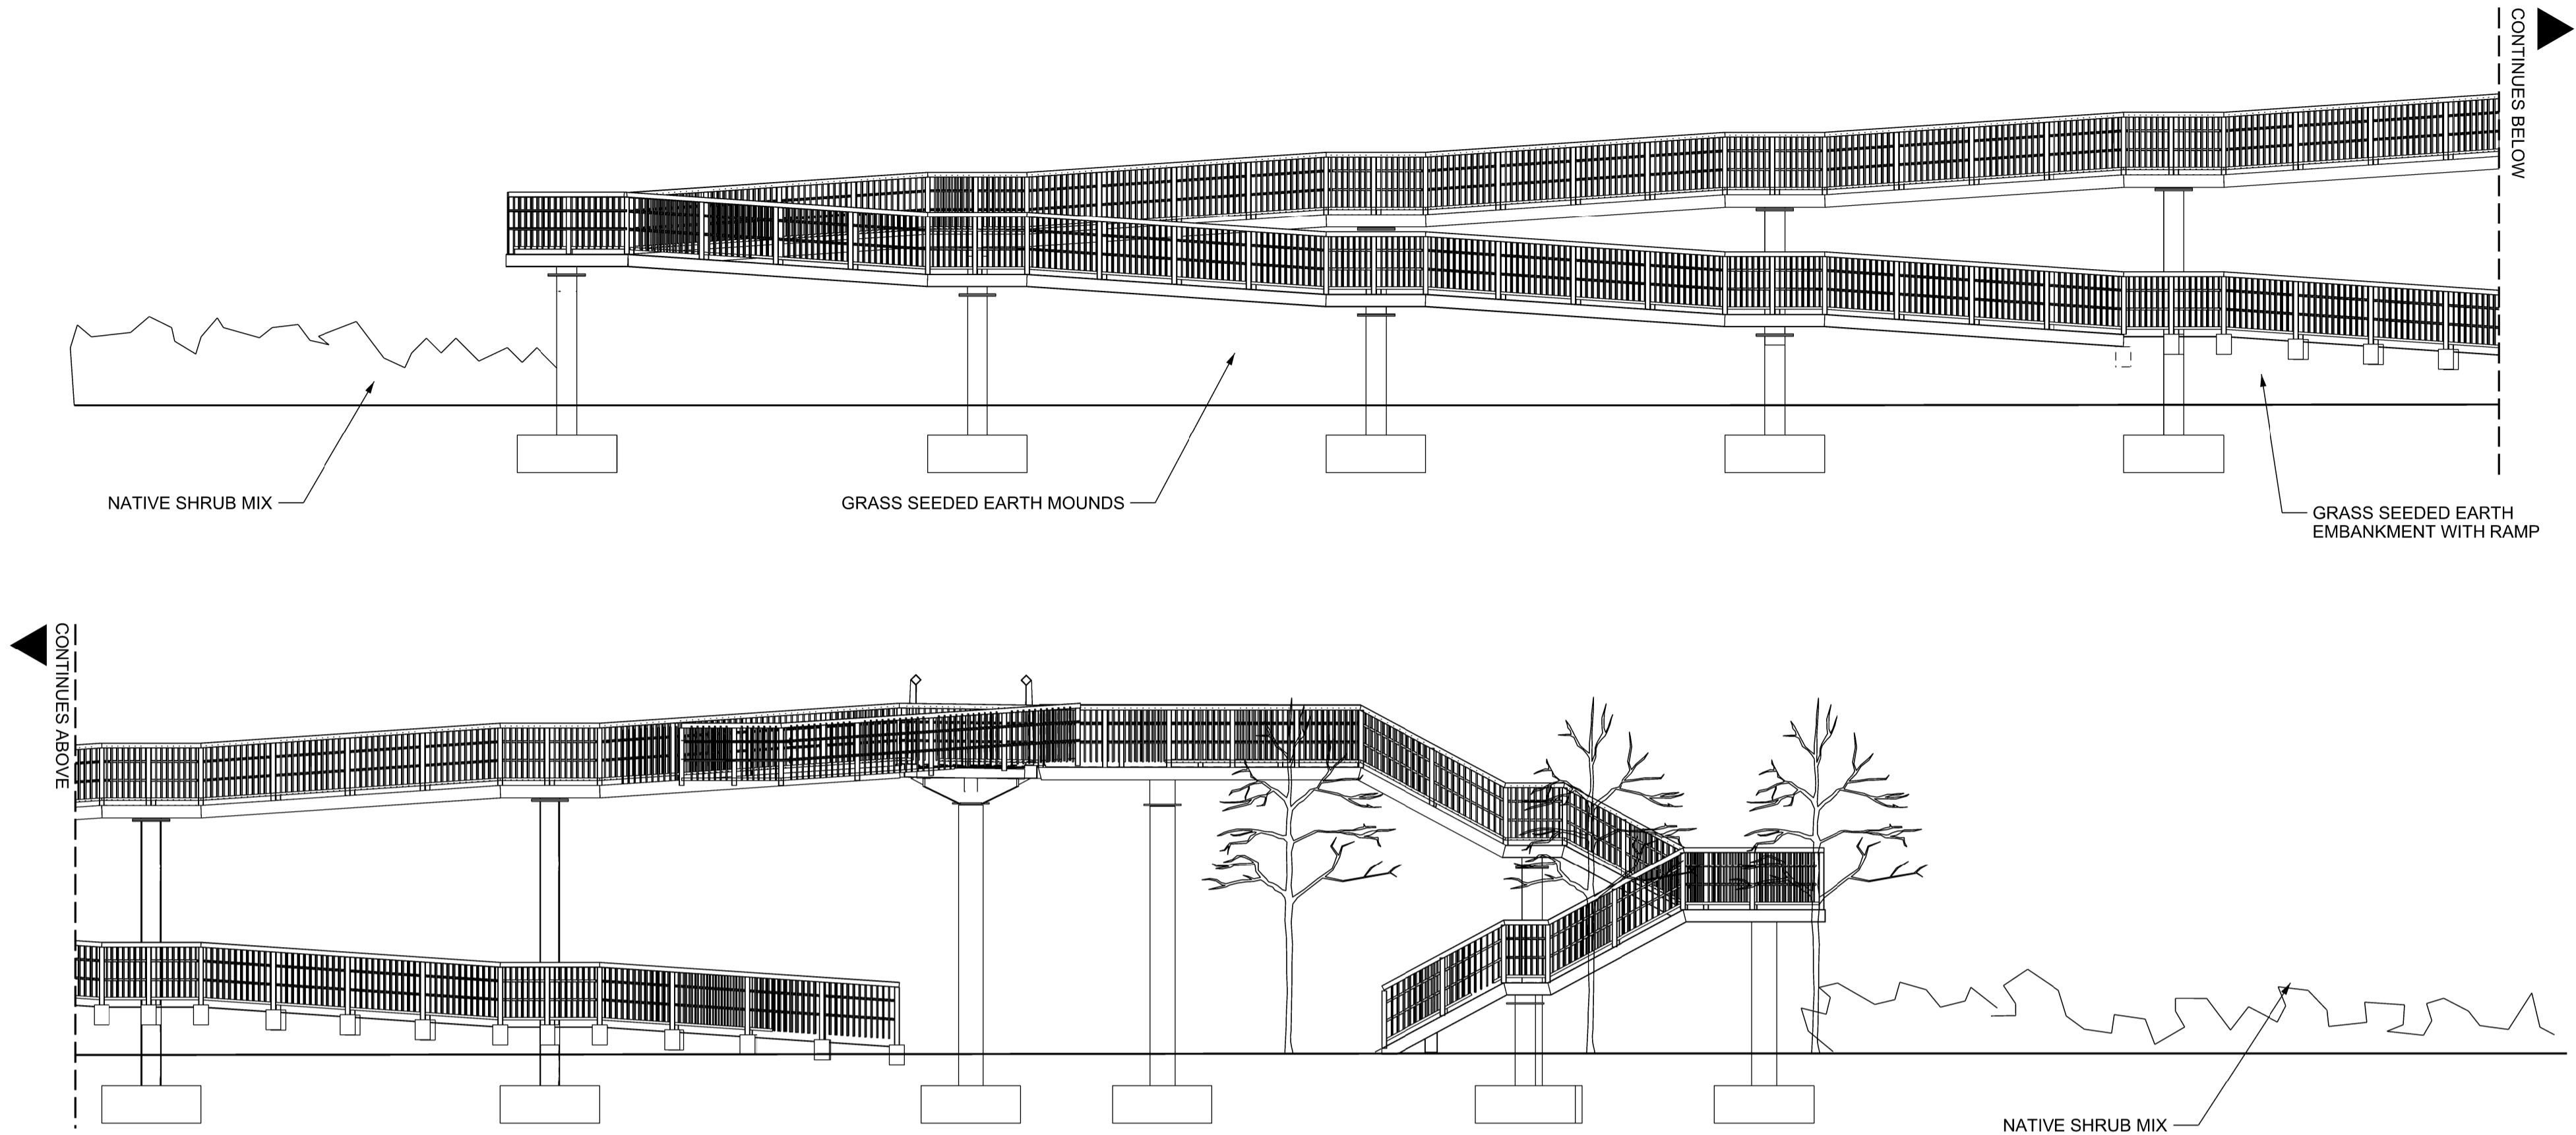 CONTINUES BELOW
NATIVE SHRUB MIX
GRASS SEEDED EARTH MOUNDS
GRASS SEEDED EARTH
EMBANKMENT WITH RAMP
CONTINUES ABOVE
NATIVE SHRUB MIX